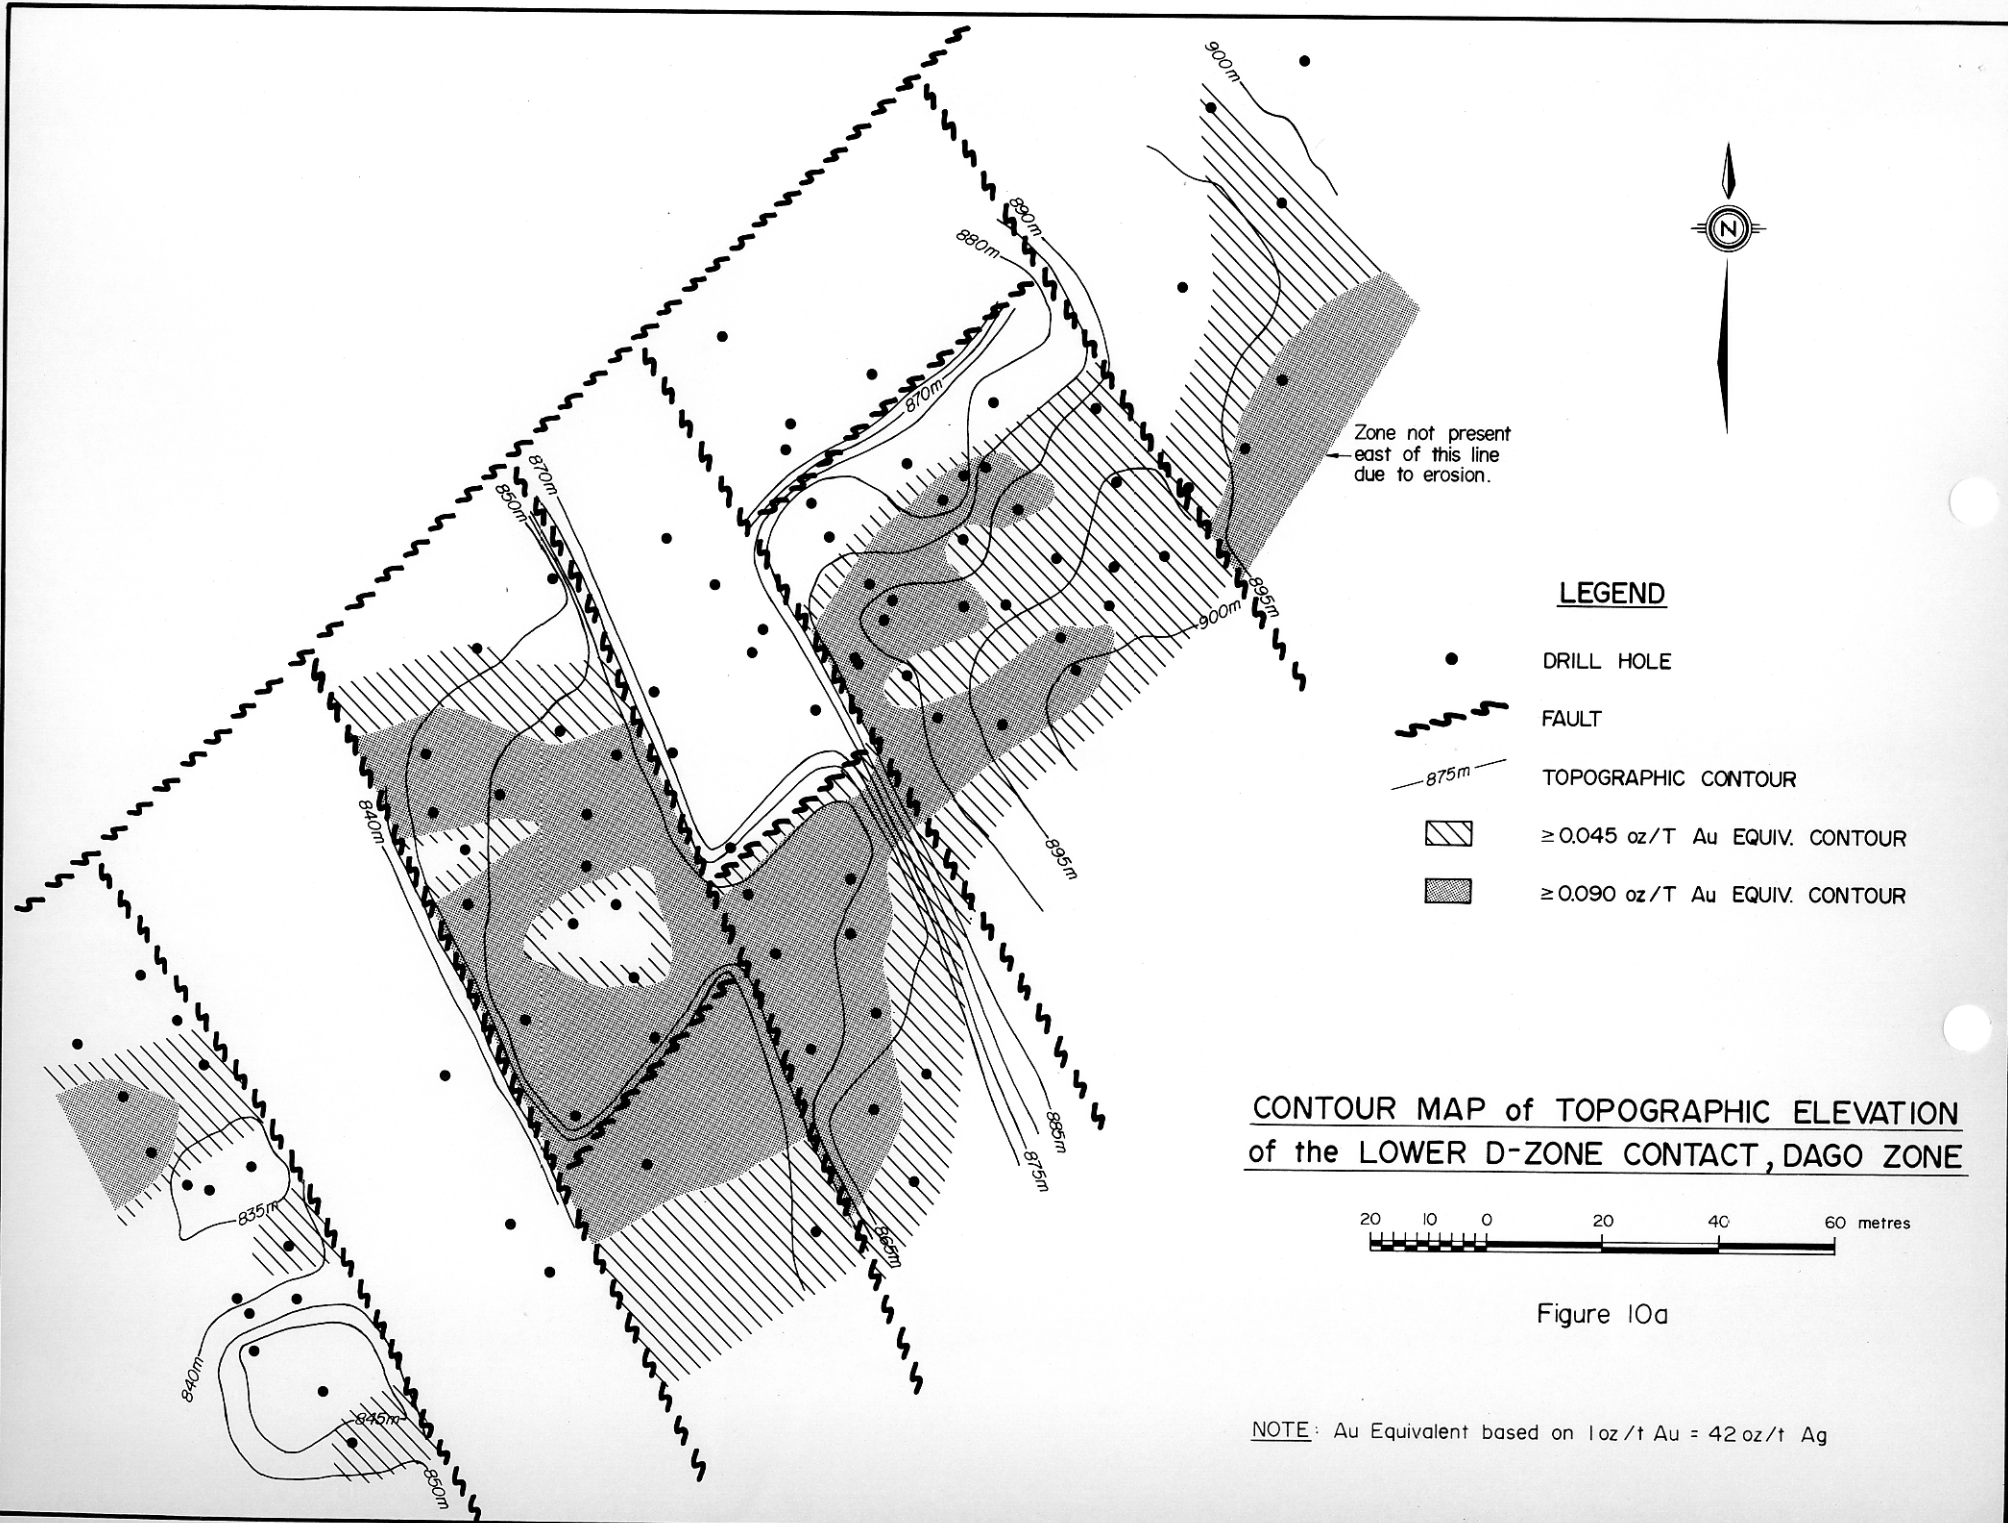 900m
890m
880m
870m
870m
850m
N
Zone not present
east of this line
due to erosion.
895m
900m
LEGEND
DRILL HOLE
FAULT
875m
TOPOGRAPHIC CONTOUR
≥0.045 oz/T Au EQUIV. CONTOUR
≥0.090 oz/T Au EQUIV. CONTOUR
840m
895m
885m
875m
865m
835m
840m
845m
850m
CONTOUR MAP of TOPOGRAPHIC ELEVATION
of the LOWER D-ZONE CONTACT, DAGO ZONE
20 10 0 20 40 60 metres
Figure 10a
NOTE: Au Equivalent based on 1 oz/t Au = 42 oz/t Ag